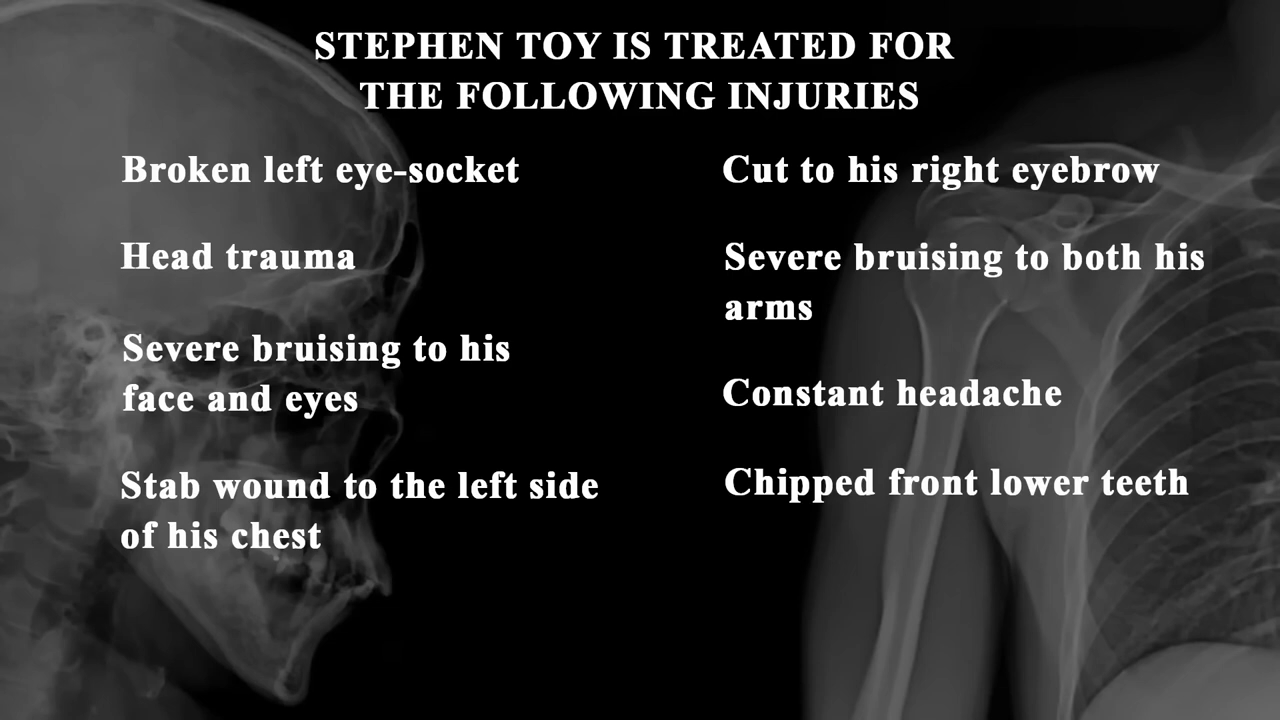 STEPHEN TOY IS TREATED FOR
THE FOLLOWING INJURIES
Broken left eye-socket
Head trauma
Severe bruising to his
face and eyes
Stab wound to the left side
of his chest
Cut to his right eyebrow
Severe bruising to both his
arms
Constant headache
Chipped front lower teeth